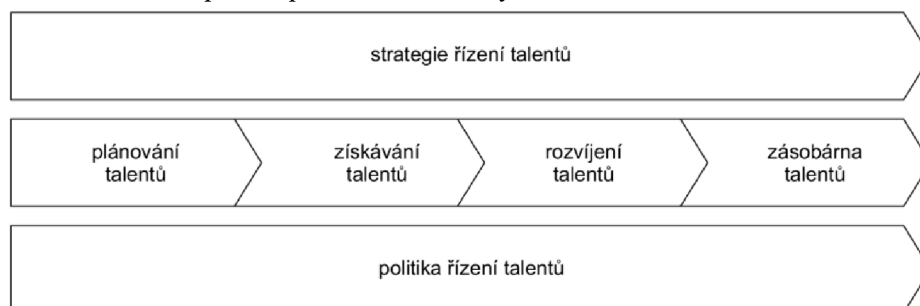 strategie řízení talentů
plánování
talentů
získávání
talentů
rozvíjení
talentů
zásobárna
talentů
politika řízení talentů